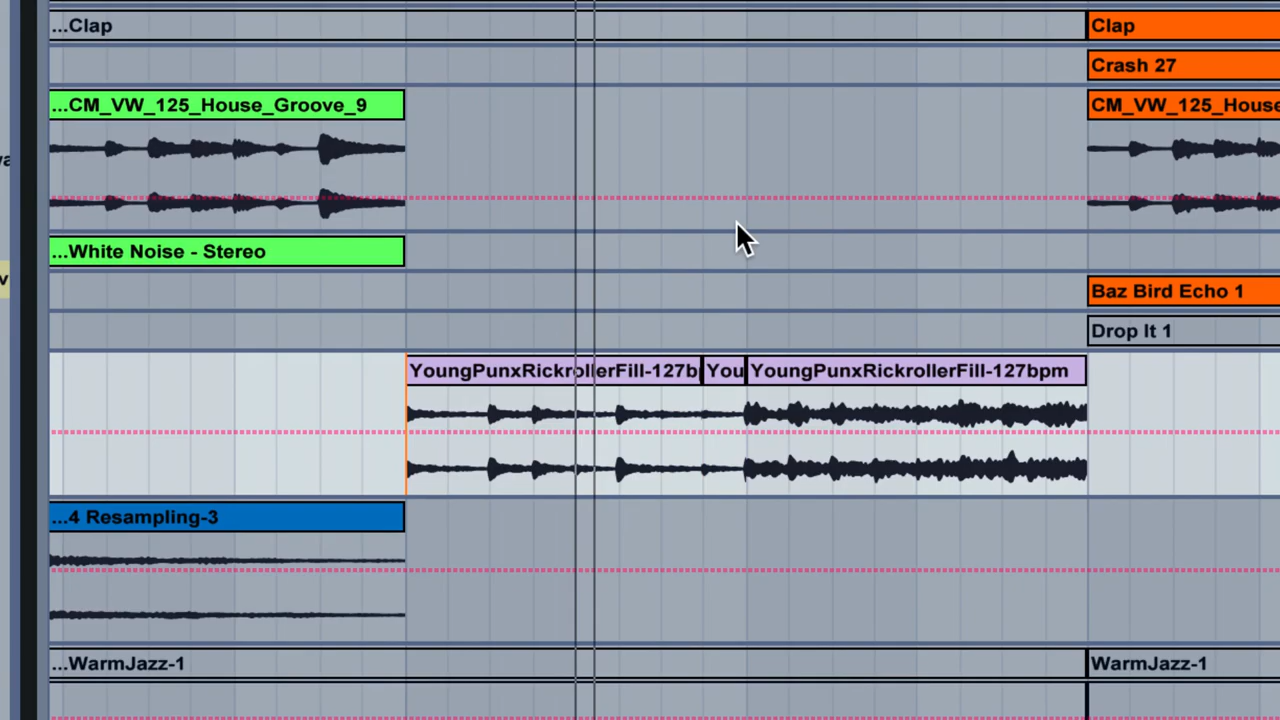 ...Clap
Clap
Crash 27
...CM_VW_125_House_Groove_9
CM_VW_125_House
...White Noise - Stereo
Baz Bird Echo 1
Drop It 1
YoungPunxRickrollerFill-127b
You
YoungPunxRickrollerFill-127bpm
...4 Resampling-3
...WarmJazz-1
WarmJazz-1